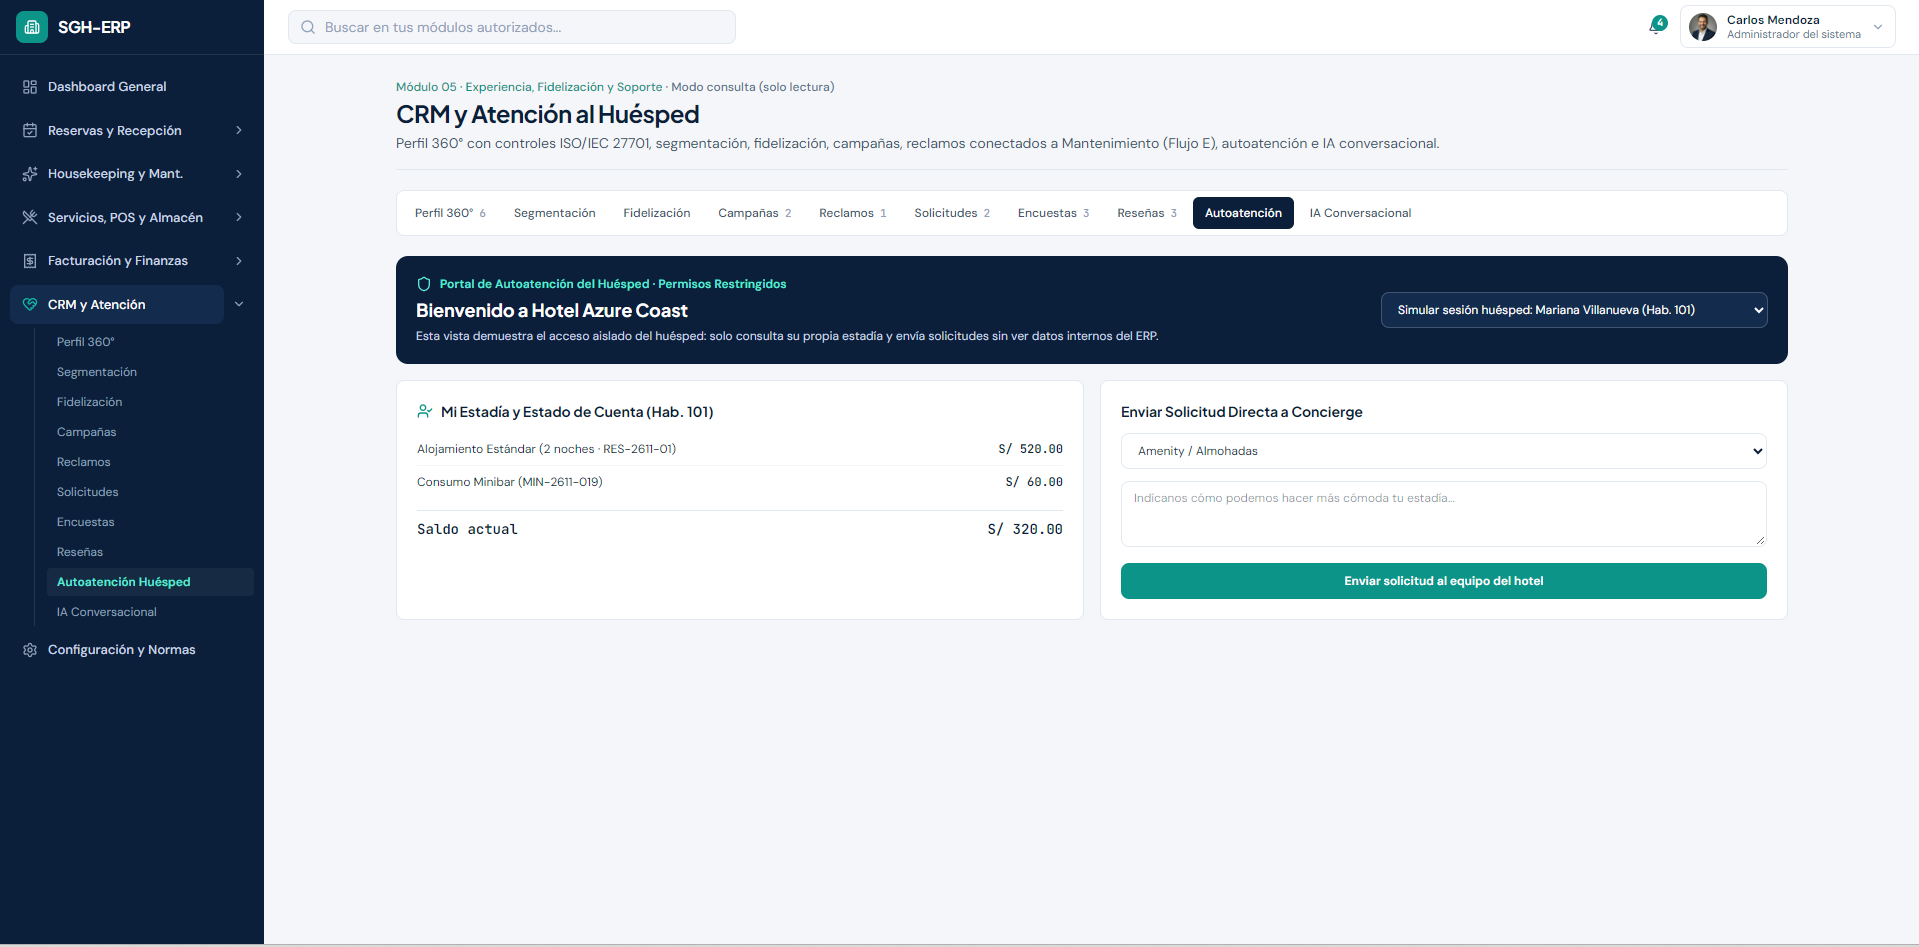 SGH-ERP
Buscar en tus módulos autorizados...
4
Carlos Mendoza
Administrador del sistema
Dashboard General
Reservas y Recepción
Housekeeping y Mant.
Servicios, POS y Almacén
Facturación y Finanzas
CRM y Atención
Perfil 360°
Segmentación
Fidelización
Campañas
Reclamos
Solicitudes
Encuestas
Reseñas
Autoatención Huésped
IA Conversacional
Configuración y Normas
Módulo 05 · Experiencia, Fidelización y Soporte · Modo consulta (solo lectura)
CRM y Atención al Huésped
Perfil 360° con controles ISO/IEC 27701, segmentación, fidelización, campañas, reclamos conectados a Mantenimiento (Flujo E), autoatención e IA conversacional.
Perfil 360° 6 Segmentación Fidelización Campañas 2 Reclamos 1 Solicitudes 2 Encuestas 3 Reseñas 3 Autoatención IA Conversacional
Portal de Autoatención del Huésped · Permisos Restringidos
Bienvenido a Hotel Azure Coast
Esta vista demuestra el acceso aislado del huésped: solo consulta su propia estadía y envía solicitudes sin ver datos internos del ERP.
Simular sesión huésped: Mariana Villanueva (Hab. 101)
Mi Estadía y Estado de Cuenta (Hab. 101)
Alojamiento Estándar (2 noches · RES-2611-01) S/ 520.00
Consumo Minibar (MIN-2611-019) S/ 60.00
Saldo actual S/ 320.00
Enviar Solicitud Directa a Concierge
Amenity / Almohadas
Indícanos cómo podemos hacer más cómoda tu estadía...
Enviar solicitud al equipo del hotel